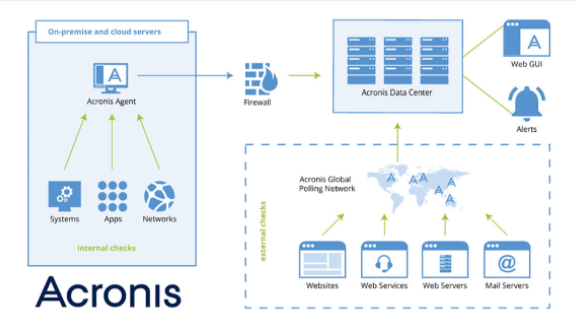 On-premise and cloud servers
Acronis Agent
Systems
Apps
Networks
internal checks
Firewall
Acronis Data Center
Web GUI
Alerts
external checks
Acronis Global
Polling Network
Websites
Web Services
Web Servers
@
Mail Servers
Acronis